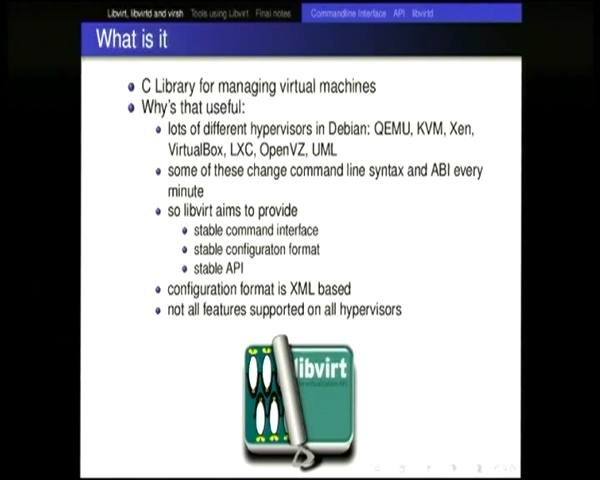 Libvirt, libvirtd and virsh Tools using Libvirt Final notes Commandline Interface API libvirtd
What is it
C Library for managing virtual machines
Why's that useful:
lots of different hypervisors in Debian: QEMU, KVM, Xen,
VirtualBox, LXC, OpenVZ, UML
some of these change command line syntax and ABI every
minute
so libvirt aims to provide
stable command interface
stable configuraton format
stable API
configuration format is XML based
not all features supported on all hypervisors
libvirt